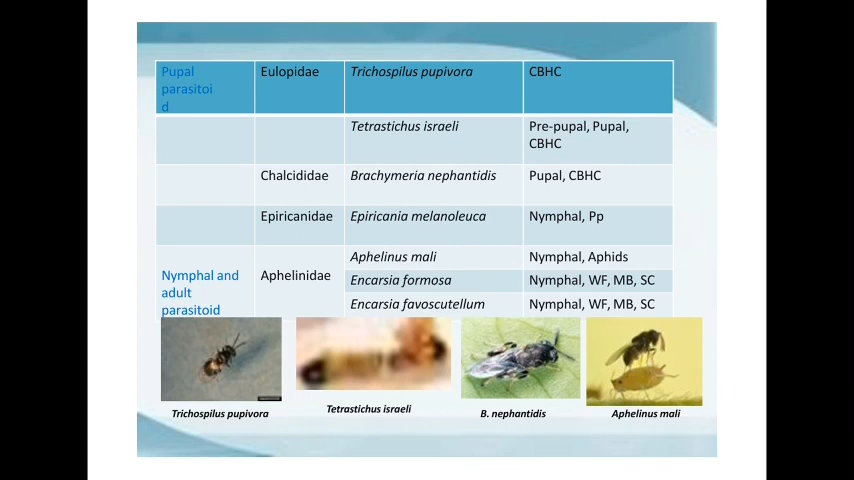 Pupal parasitoid Eulopidae Trichospilus pupivora CBHC
Tetrastichus israeli Pre-pupal, Pupal, CBHC
Chalcididae Brachymeria nephantidis Pupal, CBHC
Epiricanidae Epiricania melanoleuca Nymphal, Pp
Nymphal and adult parasitoid Aphelinidae Aphelinus mali Nymphal, Aphids
Encarsia formosa Nymphal, WF, MB, SC
Encarsia favoscutellum Nymphal, WF, MB, SC
Trichospilus pupivora Tetrastichus israeli B. nephantidis Aphelinus mali